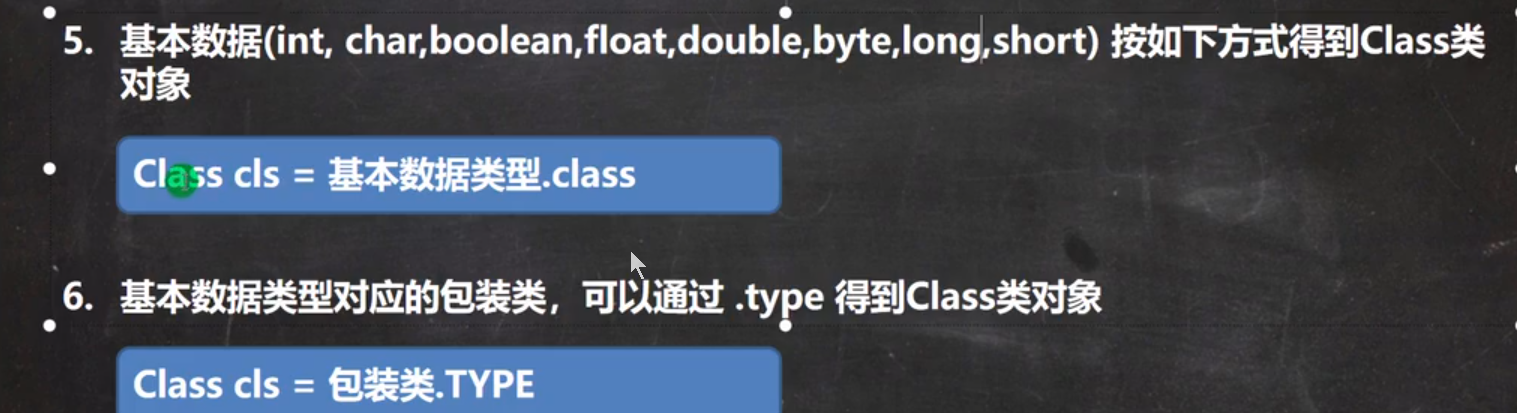 5. 基本数据(int, char,boolean,float,double,byte,long,short) 按如下方式得到Class类
对象
Class cls = 基本数据类型.class
6. 基本数据类型对应的包装类，可以通过 .type 得到Class类对象
Class cls = 包装类.TYPE